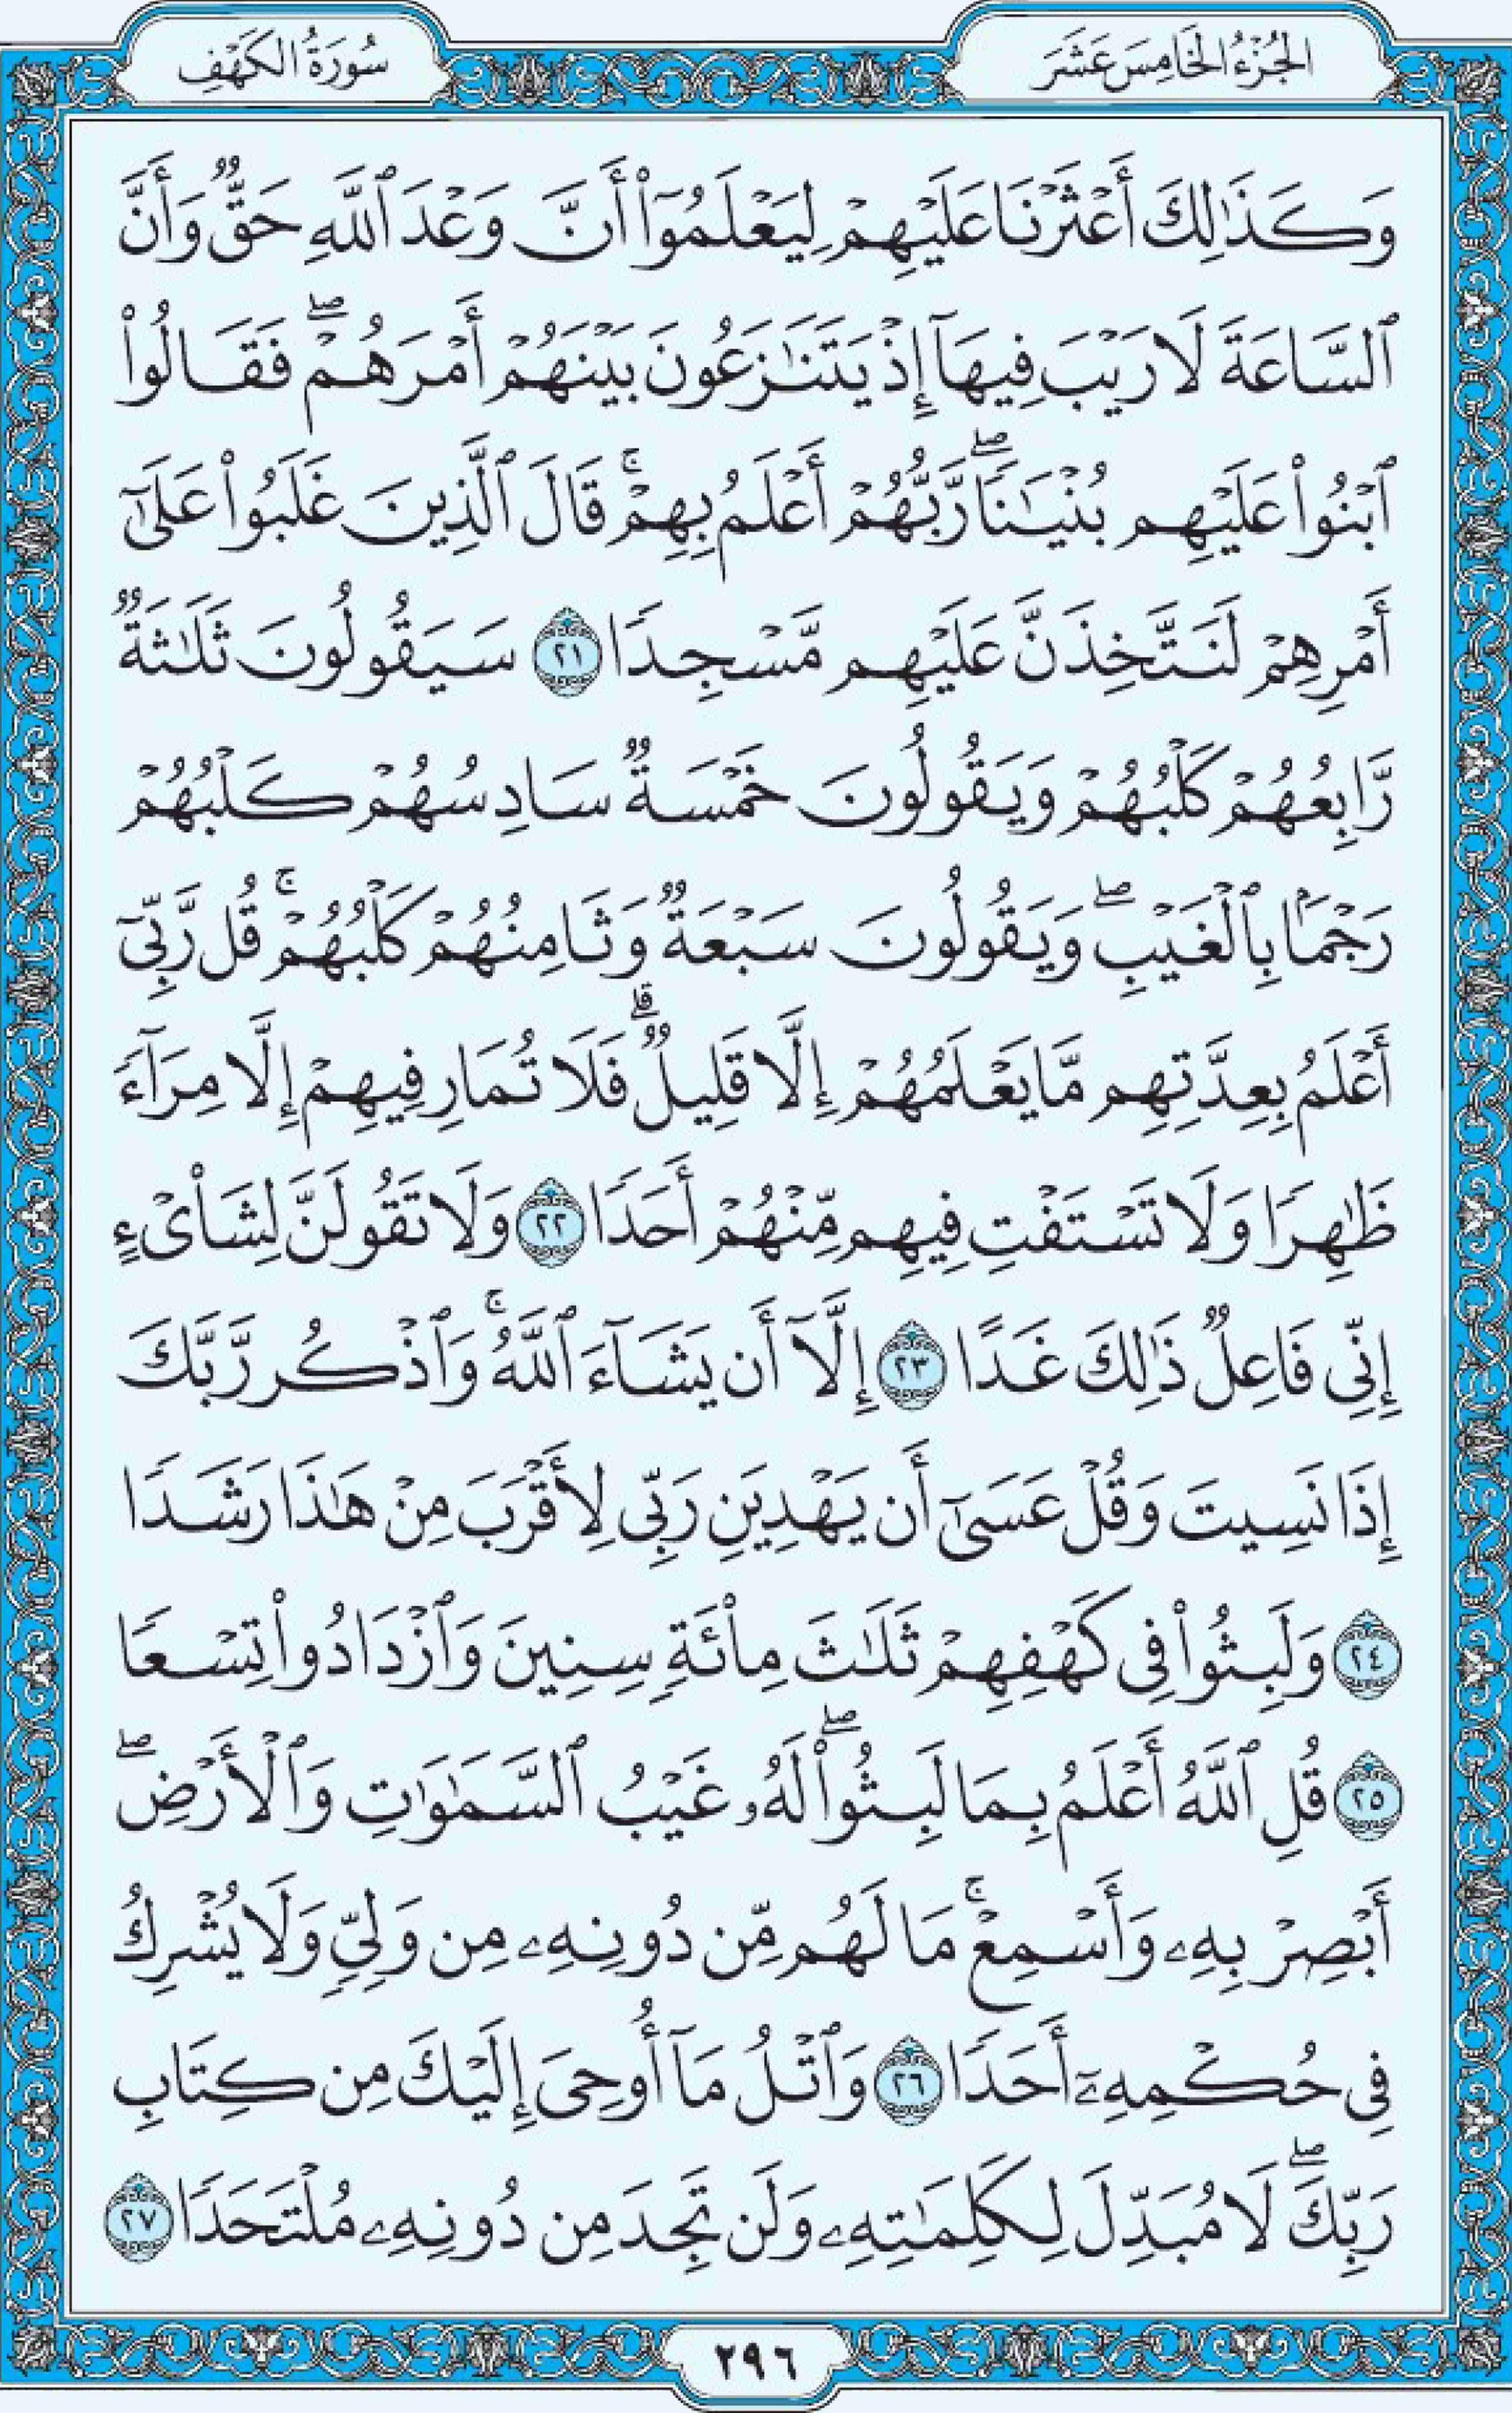 الجُزْءُ الخَامِسَ عَشَرَ
سُورَةُ الكَهْفِ
وَكَذَٰلِكَ أَعْثَرْنَا عَلَيْهِمْ لِيَعْلَمُوٓا۟ أَنَّ وَعْدَ ٱللَّهِ حَقٌّ وَأَنَّ
ٱلسَّاعَةَ لَا رَيْبَ فِيهَآ إِذْ يَتَنَٰزَعُونَ بَيْنَهُمْ أَمْرَهُمْ ۖ فَقَالُوا۟
ٱبْنُوا۟ عَلَيْهِم بُنْيَٰنًا ۖ رَّبُّهُمْ أَعْلَمُ بِهِمْ ۚ قَالَ ٱلَّذِينَ غَلَبُوا۟ عَلَىٰٓ
أَمْرِهِمْ لَنَتَّخِذَنَّ عَلَيْهِم مَّسْجِدًا ٢١ سَيَقُولُونَ ثَلَٰثَةٌ
رَّابِعُهُمْ كَلْبُهُمْ وَيَقُولُونَ خَمْسَةٌ سَادِسُهُمْ كَلْبُهُمْ
رَجْمًۢا بِٱلْغَيْبِ ۖ وَيَقُولُونَ سَبْعَةٌ وَثَامِنُهُمْ كَلْبُهُمْ ۚ قُل رَّبِّىٓ
أَعْلَمُ بِعِدَّتِهِم مَّا يَعْلَمُهُمْ إِلَّا قَلِيلٌ ۗ فَلَا تُمَارِ فِيهِمْ إِلَّا مِرَآءً
ظَٰهِرًا وَلَا تَسْتَفْتِ فِيهِم مِّنْهُمْ أَحَدًا ٢٢ وَلَا تَقُولَنَّ لِشَا۟ىْءٍ
إِنِّى فَاعِلٌ ذَٰلِكَ غَدًا ٢٣ إِلَّآ أَن يَشَآءَ ٱللَّهُ ۚ وَٱذْكُر رَّبَّكَ
إِذَا نَسِيتَ وَقُلْ عَسَىٰٓ أَن يَهْدِيَنِ رَبِّى لِأَقْرَبَ مِنْ هَٰذَا رَشَدًا
٢٤ وَلَبِثُوا۟ فِى كَهْفِهِمْ ثَلَٰثَ مِا۟ئَةٍ سِنِينَ وَٱزْدَادُوا۟ تِسْعًا
٢٥ قُلِ ٱللَّهُ أَعْلَمُ بِمَا لَبِثُوا۟ ۖ لَهُۥ غَيْبُ ٱلسَّمَٰوَٰتِ وَٱلْأَرْضِ ۖ
أَبْصِرْ بِهِۦ وَأَسْمِعْ ۚ مَا لَهُم مِّن دُونِهِۦ مِن وَلِىٍّ وَلَا يُشْرِكُ
فِى حُكْمِهِۦٓ أَحَدًا ٢٦ وَٱتْلُ مَآ أُوحِىَ إِلَيْكَ مِن كِتَابِ
رَبِّكَ ۖ لَا مُبَدِّلَ لِكَلِمَٰتِهِۦ وَلَن تَجِدَ مِن دُونِهِۦ مُلْتَحَدًا ٢٧
٢٩٦